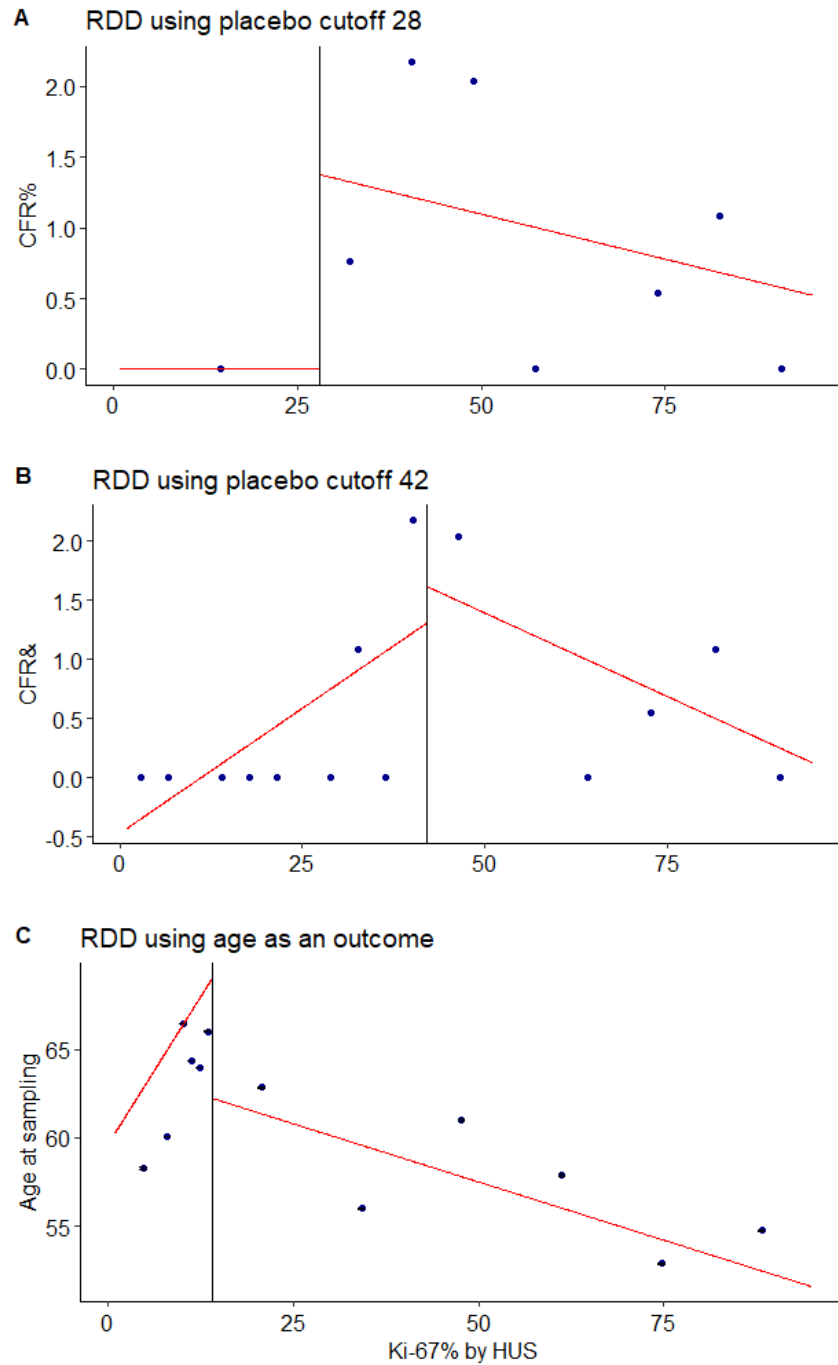 A
RDD using placebo cutoff 28
CFR%
2.0
1.5
1.0
0.5
0.0
0
25
50
75
B
RDD using placebo cutoff 42
CFR&
2.0
1.5
1.0
0.5
0.0
-0.5
0
25
50
75
C
RDD using age as an outcome
Age at sampling
65
60
55
0
25
50
75
Ki-67% by HUS